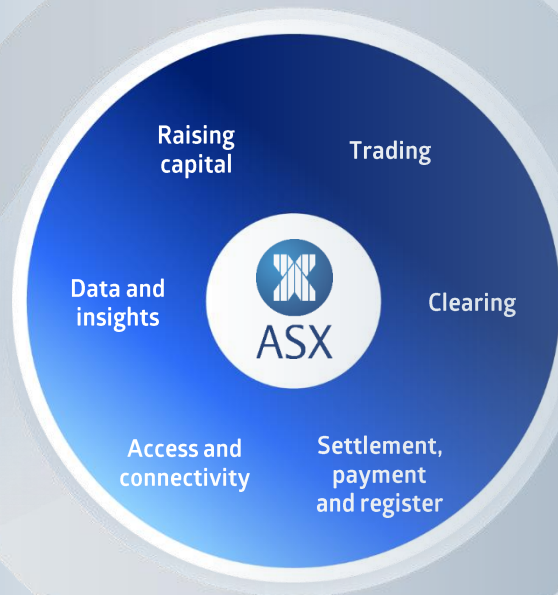 Raising
capital
Trading
Data and
insights
ASX
Clearing
Access and
connectivity
Settlement,
payment
and register